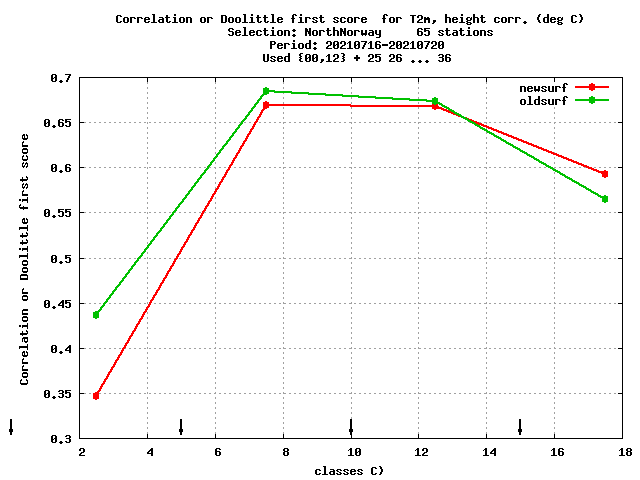 Correlation or Doolittle first score  for T2m, height corr. (deg C)
Selection: NorthNorway     65 stations
Period: 20210716-20210720
Used {00,12} + 25 26 ... 36
newsurf
oldsurf
Correlation or Doolittle first score
0.7
0.65
0.6
0.55
0.5
0.45
0.4
0.35
0.3
2 4 6 8 10 12 14 16 18
classes C)